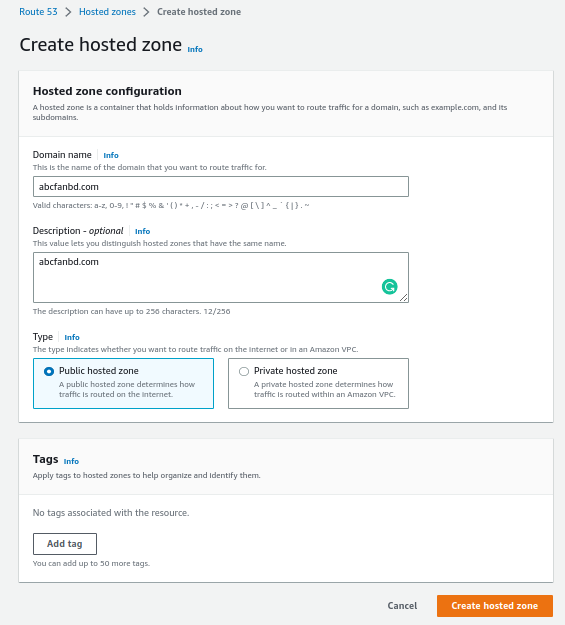 Route 53 > Hosted zones > Create hosted zone
Create hosted zone Info
Hosted zone configuration
A hosted zone is a container that holds information about how you want to route traffic for a domain, such as example.com, and its
subdomains.
Domain name Info
This is the name of the domain that you want to route traffic for.
abcfanbd.com
Valid characters: a-z, 0-9, ! " # $ % & ' ( ) * + , - / : ; < = > ? @ [ \ ] ^ _ ` { | } . ~
Description - optional Info
This value lets you distinguish hosted zones that have the same name.
abcfanbd.com
The description can have up to 256 characters. 12/256
Type Info
The type indicates whether you want to route traffic on the internet or in an Amazon VPC.
Public hosted zone
A public hosted zone determines how
traffic is routed on the internet.
Private hosted zone
A private hosted zone determines how
traffic is routed within an Amazon VPC.
Tags Info
Apply tags to hosted zones to help organize and identify them.
No tags associated with the resource.
Add tag
You can add up to 50 more tags.
Cancel Create hosted zone